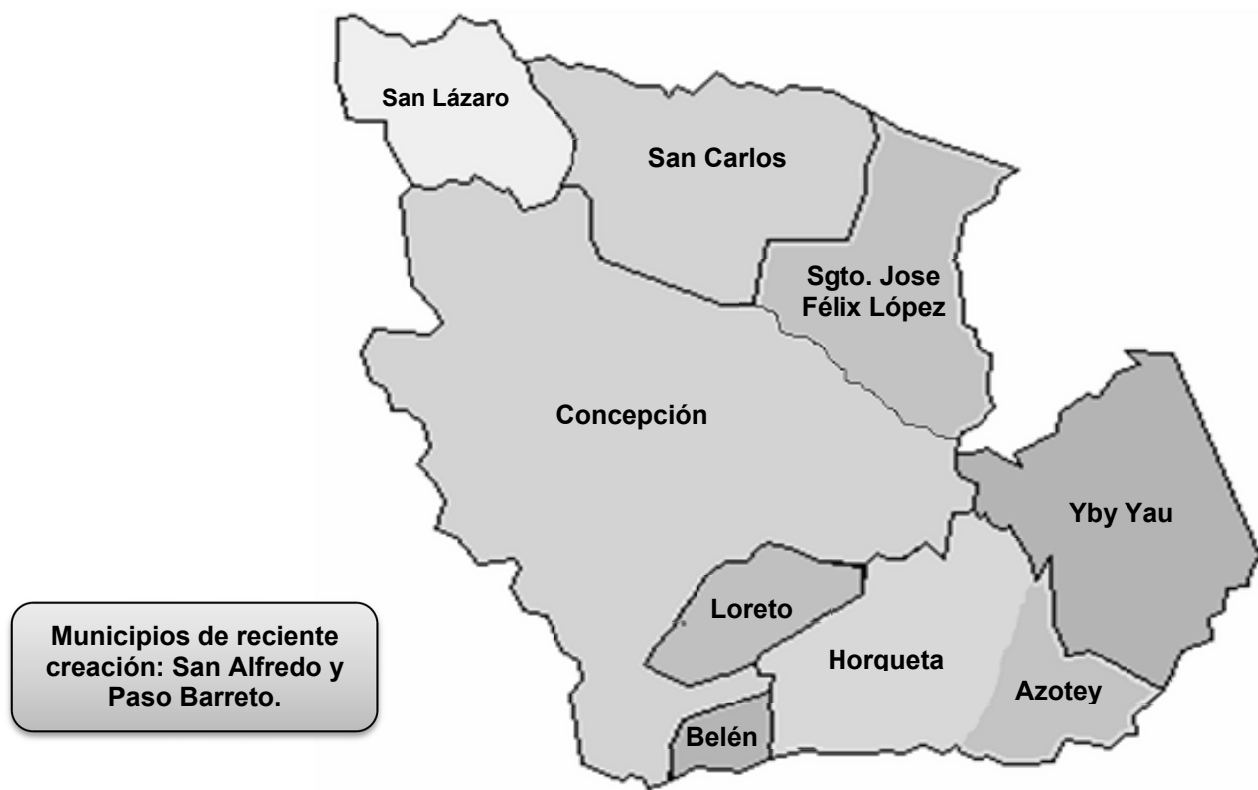 San Lázaro
San Carlos
Sgto. Jose
Félix López
Concepción
Yby Yau
Loreto
Municipios de reciente
creación: San Alfredo y
Paso Barreto.
Horqueta
Azotey
Belén